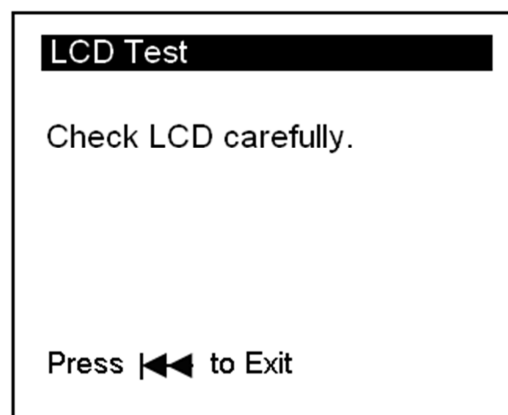 LCD Test
Check LCD carefully.
Press |◀◀ to Exit